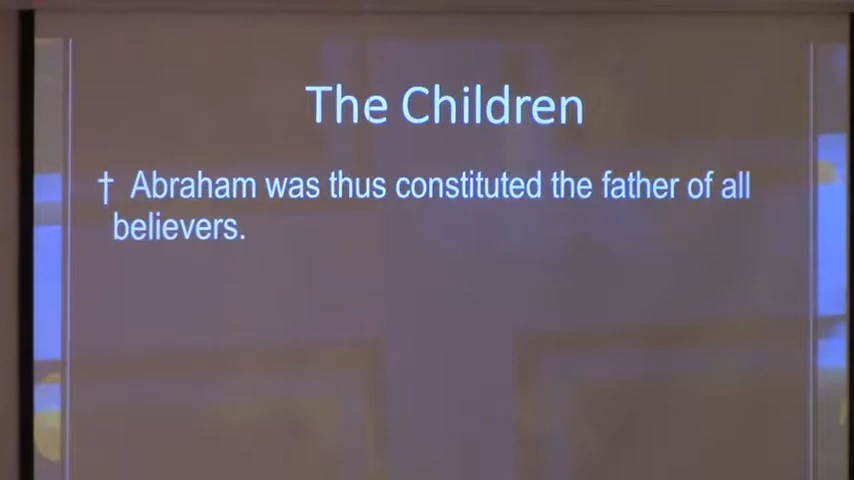 The Children
† Abraham was thus constituted the father of all
believers.